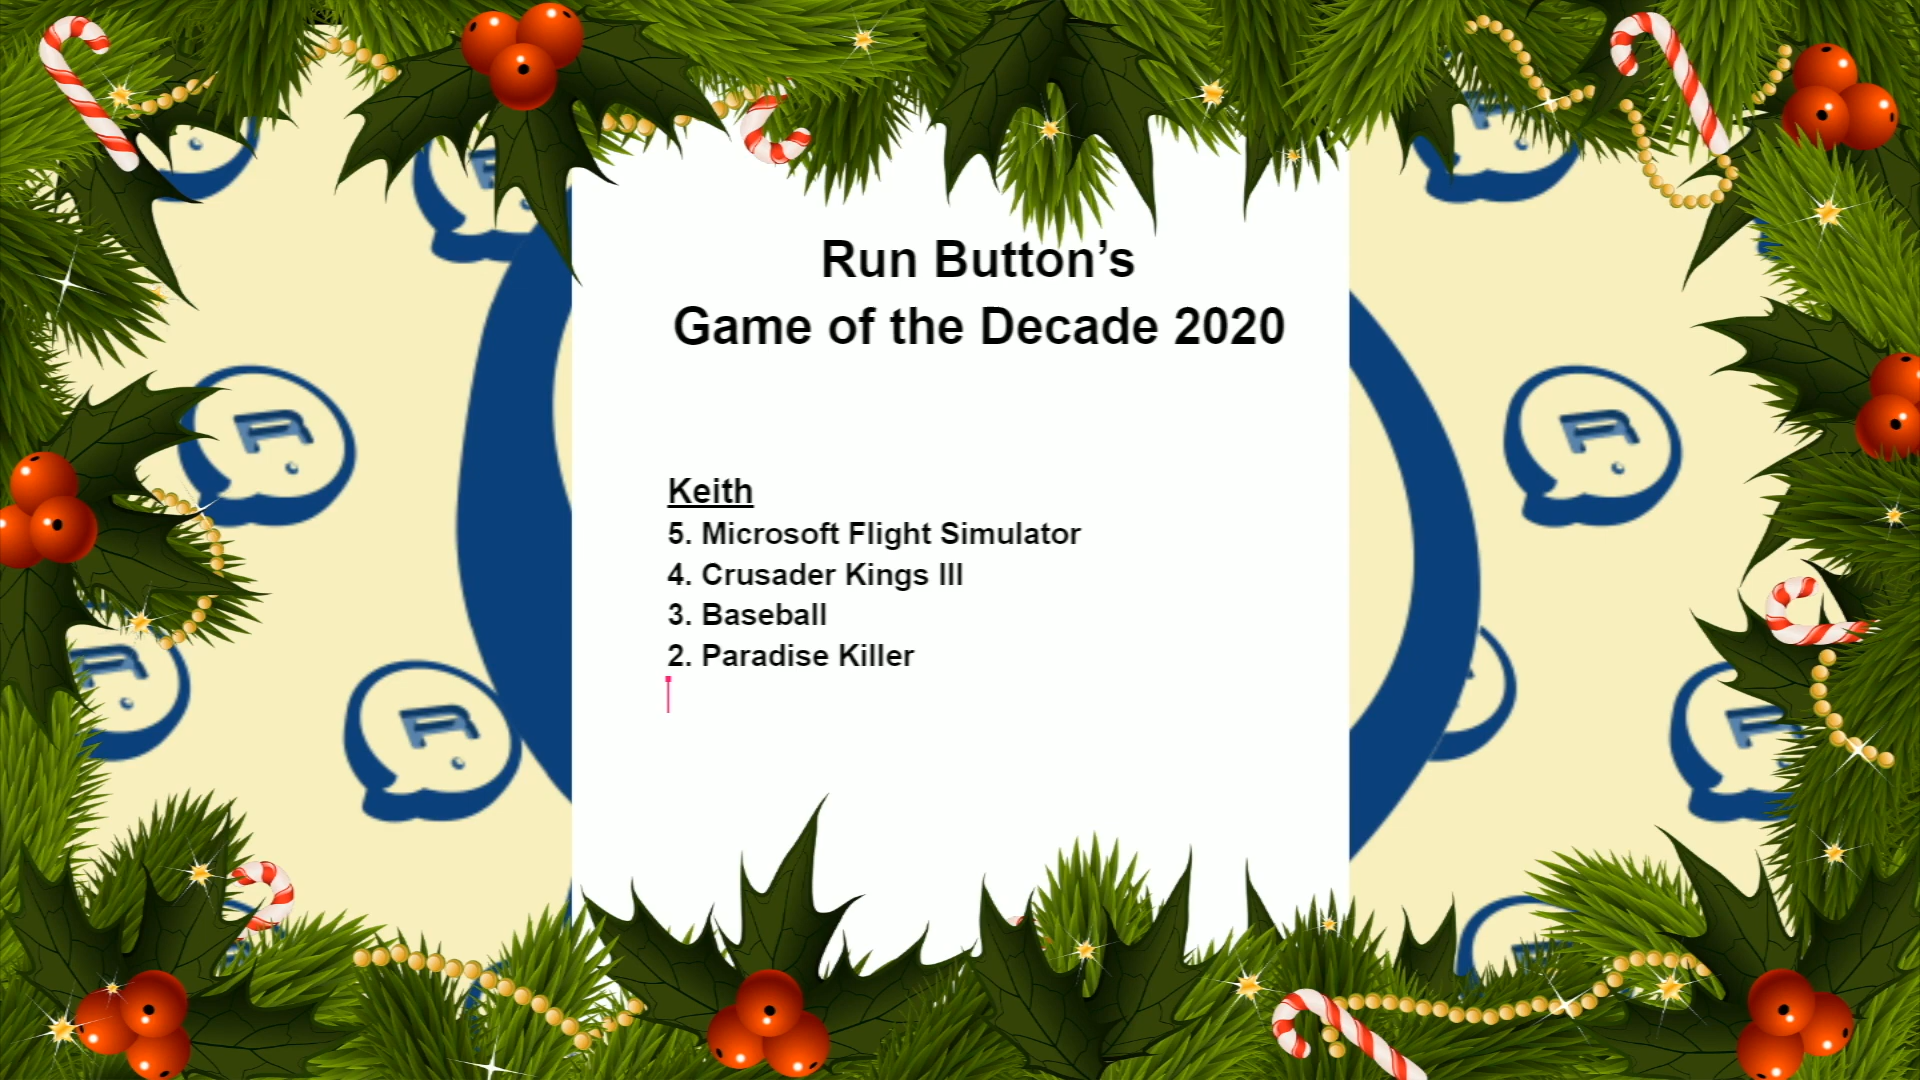 Run Button’s
Game of the Decade 2020
Keith
5. Microsoft Flight Simulator
4. Crusader Kings III
3. Baseball
2. Paradise Killer